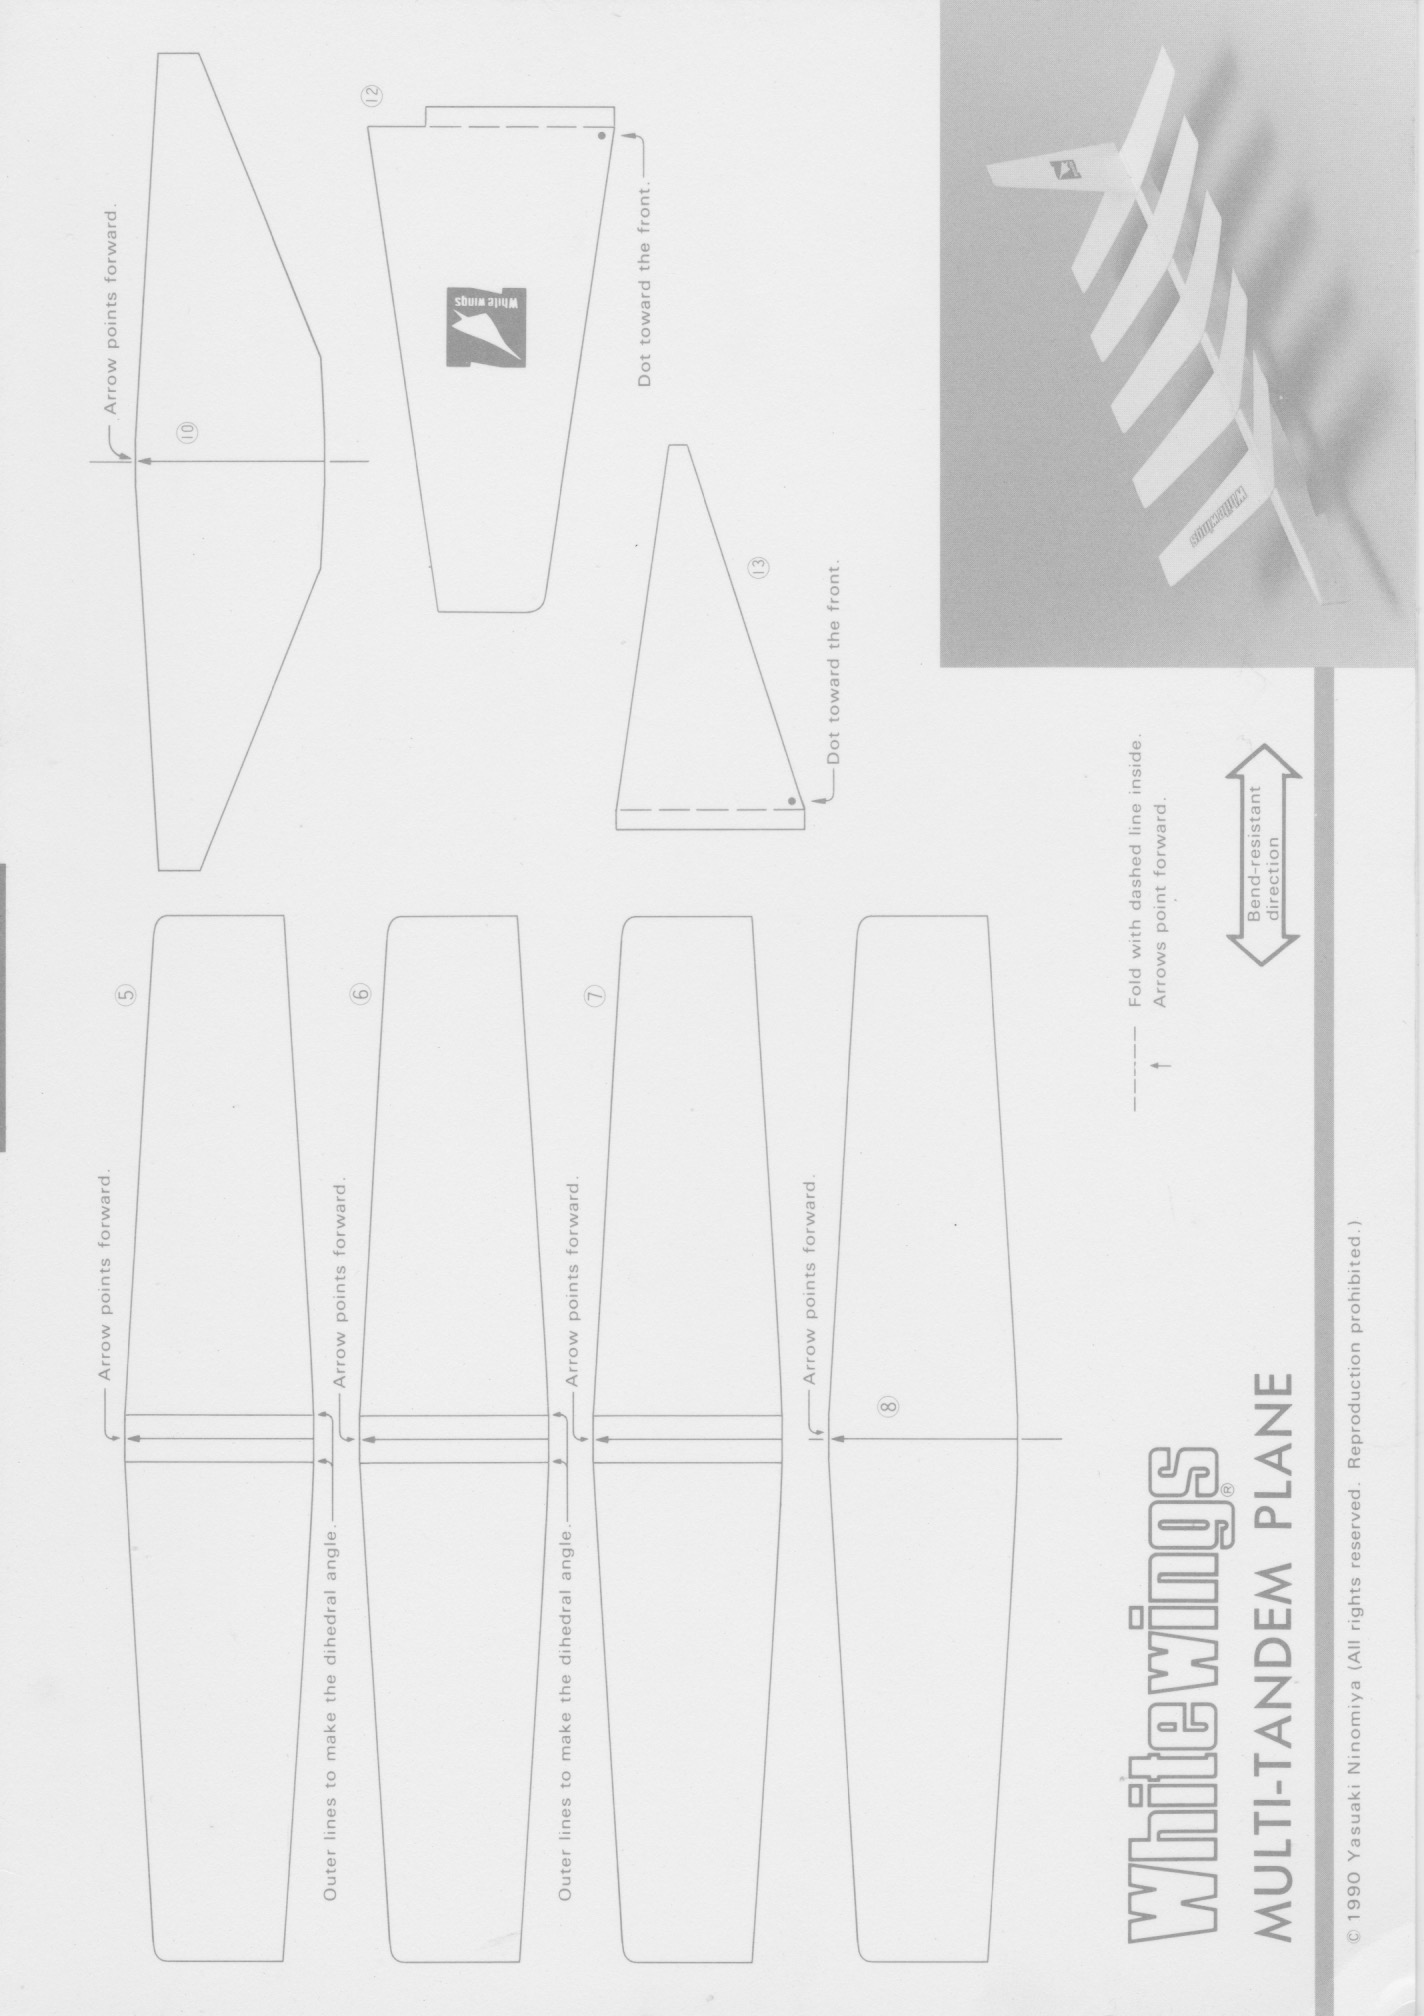 Arrow points forward.
10
12
White wings
Dot toward the front.
13
Dot toward the front.
5
Arrow points forward.
Outer lines to make the dihedral angle.
6
Arrow points forward.
Outer lines to make the dihedral angle.
7
Arrow points forward.
8
Arrow points forward.
Fold with dashed line inside.
Arrows point forward.
Bend-resistant
direction
Whitewings
White wings®
MULTI-TANDEM PLANE
© 1990 Yasuaki Ninomiya (All rights reserved. Reproduction prohibited.)